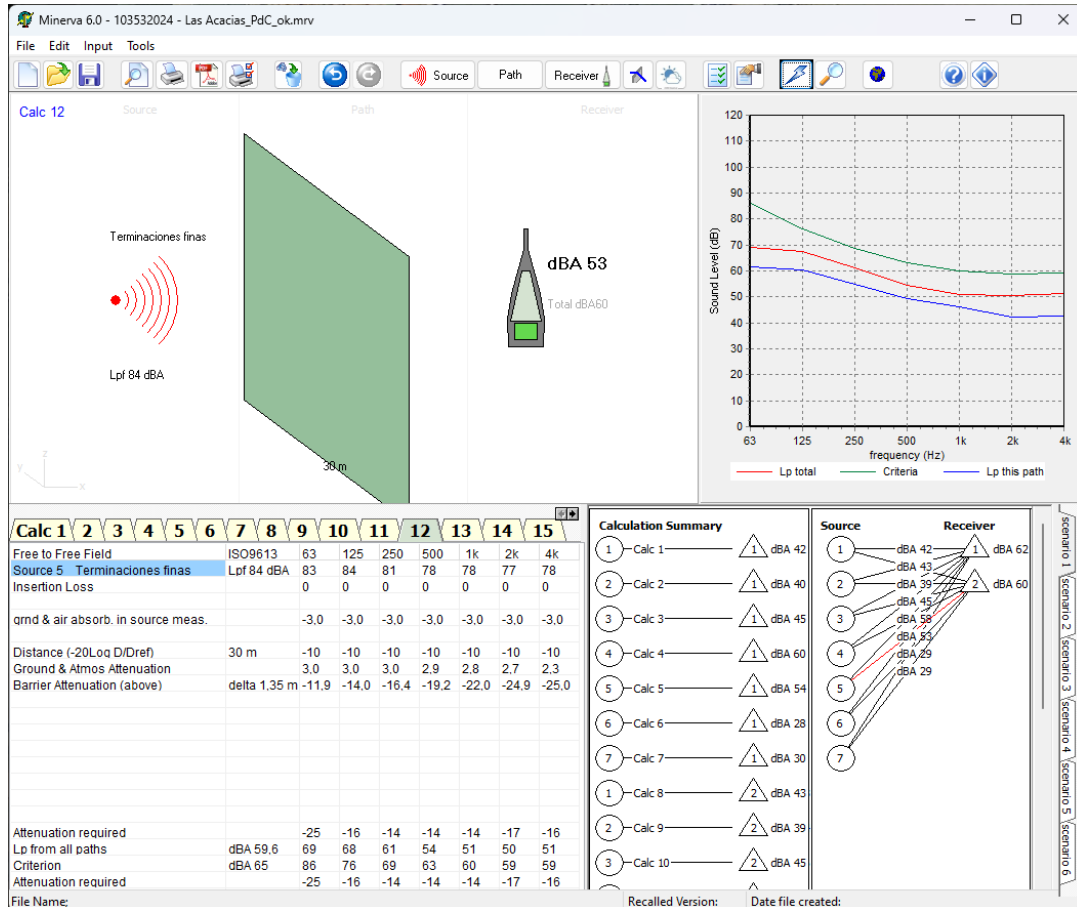 Minerva 6.0 - 103532024 - Las Acacias_PdC_ok.mrv
File Edit Input Tools
Source Path Receiver
Calc 12
Source Path Receiver
Terminaciones finas
Lpf 84 dBA
30 m
z
y
x
dBA 53
Total dBA60
Sound Level (dB)
120
110
100
90
80
70
60
50
40
30
20
10
0
63 125 250 500 1k 2k 4k
frequency (Hz)
Lp total Criteria Lp this path
Calc 1 2 3 4 5 6 7 8 9 10 11 12 13 14 15
Free to Free Field ISO9613 63 125 250 500 1k 2k 4k
Source 5 Terminaciones finas Lpf 84 dBA 83 84 81 78 78 77 78
Insertion Loss 0 0 0 0 0 0 0
grnd & air absorb. in source meas. -3,0 -3,0 -3,0 -3,0 -3,0 -3,0 -3,0
Distance (-20Log D/Dref) 30 m -10 -10 -10 -10 -10 -10 -10
Ground & Atmos Attenuation 3,0 3,0 3,0 2,9 2,8 2,7 2,3
Barrier Attenuation (above) delta 1,35 m -11,9 -14,0 -16,4 -19,2 -22,0 -24,9 -25,0
Attenuation required -25 -16 -14 -14 -14 -17 -16
Lp from all paths dBA 59,6 69 68 61 54 51 50 51
Criterion dBA 65 86 76 69 63 60 59 59
Attenuation required -25 -16 -14 -14 -14 -17 -16
Calculation Summary
1 Calc 1 1 dBA 42
2 Calc 2 1 dBA 40
3 Calc 3 1 dBA 45
4 Calc 4 1 dBA 60
5 Calc 5 1 dBA 54
6 Calc 6 1 dBA 28
7 Calc 7 1 dBA 30
1 Calc 8 2 dBA 43
2 Calc 9 2 dBA 39
3 Calc 10 2 dBA 45
Source Receiver
1 dBA 42 1 dBA 62
dBA 43
2 dBA 39 2 dBA 60
dBA 45
3 dBA 58
dBA 53
4 dBA 29
dBA 29
5
6
7
scenario 1
scenario 2
scenario 3
scenario 4
scenario 5
scenario 6
File Name; Recalled Version: Date file created: